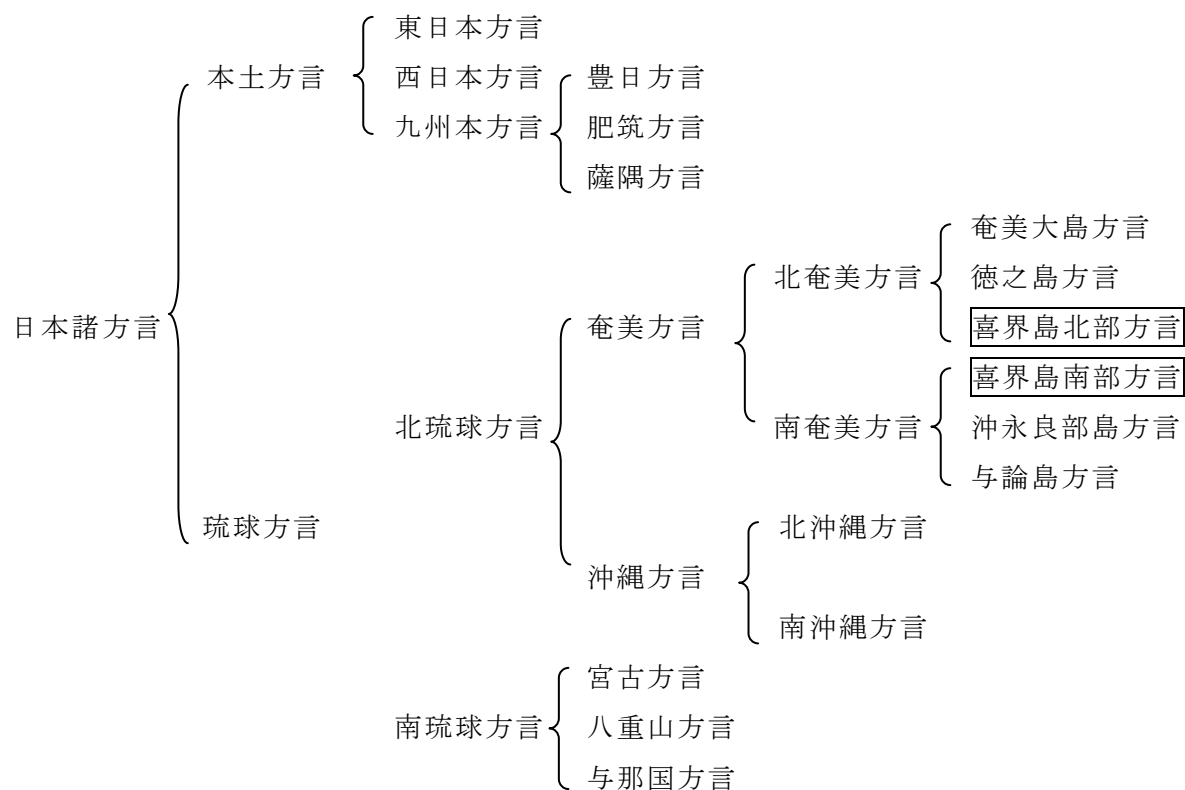 東日本方言
本土方言 西日本方言 豊日方言
九州本方言 肥筑方言
薩隅方言
奄美大島方言
北奄美方言 徳之島方言
日本諸方言 奄美方言 喜界島北部方言
喜界島南部方言
北琉球方言 南奄美方言 沖永良部島方言
与論島方言
琉球方言 北沖縄方言
沖縄方言
南沖縄方言
宮古方言
南琉球方言 八重山方言
与那国方言